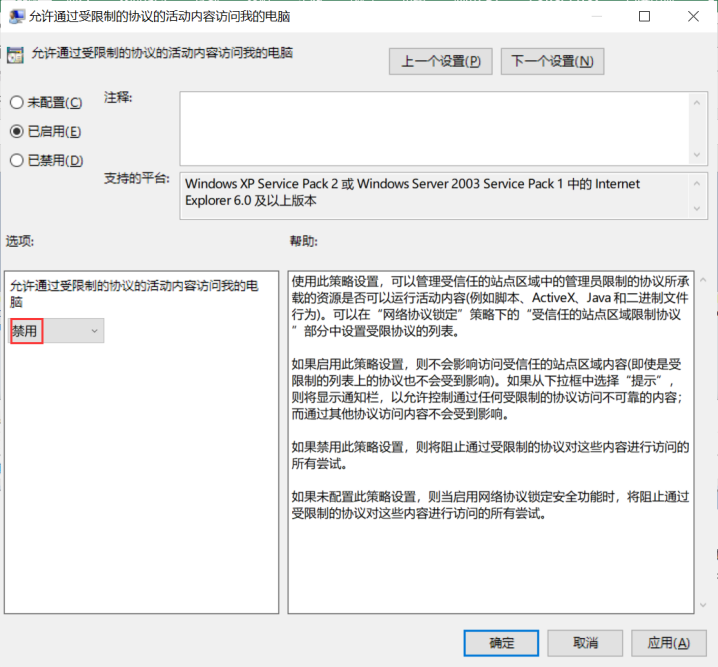 允许通过受限制的协议的活动内容访问我的电脑
允许通过受限制的协议的活动内容访问我的电脑
上一个设置(P)
下一个设置(N)
未配置(C)
已启用(E)
已禁用(D)
注释:
支持的平台:
Windows XP Service Pack 2 或 Windows Server 2003 Service Pack 1 中的 Internet
Explorer 6.0 及以上版本
选项:
帮助:
允许通过受限制的协议的活动内容访问我的电
脑
禁用
使用此策略设置，可以管理受信任的站点区域中的管理员限制的协议所承
载的资源是否可以运行活动内容(例如脚本、ActiveX、Java 和二进制文件
行为)。可以在“网络协议锁定”策略下的“受信任的站点区域限制协议
”部分中设置受限协议的列表。
如果启用此策略设置，则不会影响访问受信任的站点区域内容(即使是受
限制的列表上的协议也不会受到影响)。如果从下拉框中选择“提示”，
则将显示通知栏，以允许控制通过任何受限制的协议访问不可靠的内容；
而通过其他协议访问内容不会受到影响。
如果禁用此策略设置，则将阻止通过受限制的协议对这些内容进行访问的
所有尝试。
如果未配置此策略设置，则当启用网络协议锁定安全功能时，将阻止通过
受限制的协议对这些内容进行访问的所有尝试。
确定
取消
应用(A)